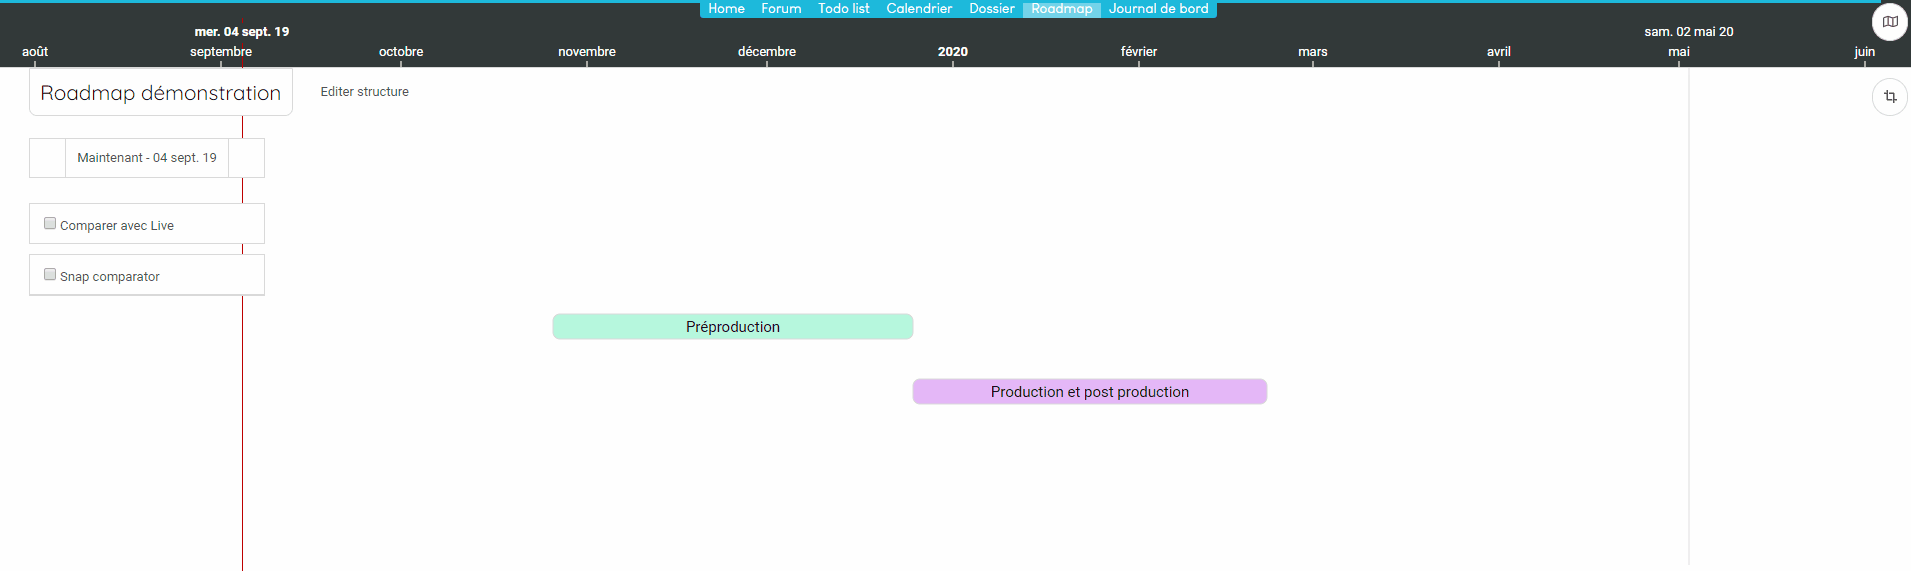 Home Forum Todo list Calendrier Dossier Roadmap Journal de bord
mer. 04 sept. 19 sam. 02 mai 20
août septembre octobre novembre décembre 2020 février mars avril mai juin
Roadmap démonstration Editer structure
Maintenant - 04 sept. 19
Comparer avec Live
Snap comparator
Préproduction
Production et post production